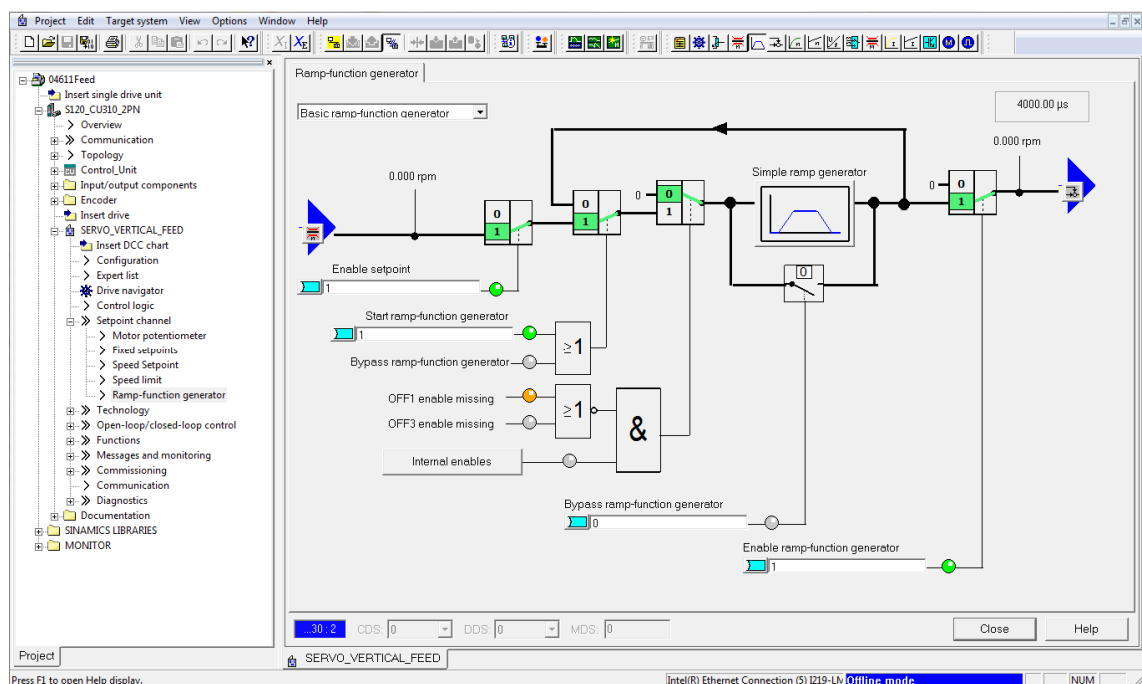 Project Edit Target system View Options Window Help
04611Feed
Insert single drive unit
S120_CU310_2PN
Overview
Communication
Topology
Control_Unit
Input/output components
Encoder
Insert drive
SERVO_VERTICAL_FEED
Insert DCC chart
Configuration
Expert list
Drive navigator
Control logic
Setpoint channel
Motor potentiometer
Fixed setpoints
Speed Setpoint
Speed limit
Ramp-function generator
Technology
Open-loop/closed-loop control
Functions
Messages and monitoring
Commissioning
Communication
Diagnostics
Documentation
SINAMICS LIBRARIES
MONITOR
Project
Ramp-function generator
Basic ramp-function generator
4000.00 µs
0.000 rpm
0.000 rpm
Simple ramp generator
0
1
0
1
0
0
1
0
0
1
0
Enable setpoint
1
Start ramp-function generator
1
Bypass ramp-function generator
≥1
OFF1 enable missing
OFF3 enable missing
≥1
&
Internal enables
Bypass ramp-function generator
0
Enable ramp-function generator
1
...30 : 2 CDS: 0 DDS: 0 MDS: 0 Close Help
SERVO_VERTICAL_FEED
Press F1 to open Help display. Intel(R) Ethernet Connection (5) I219-LM Offline mode NUM